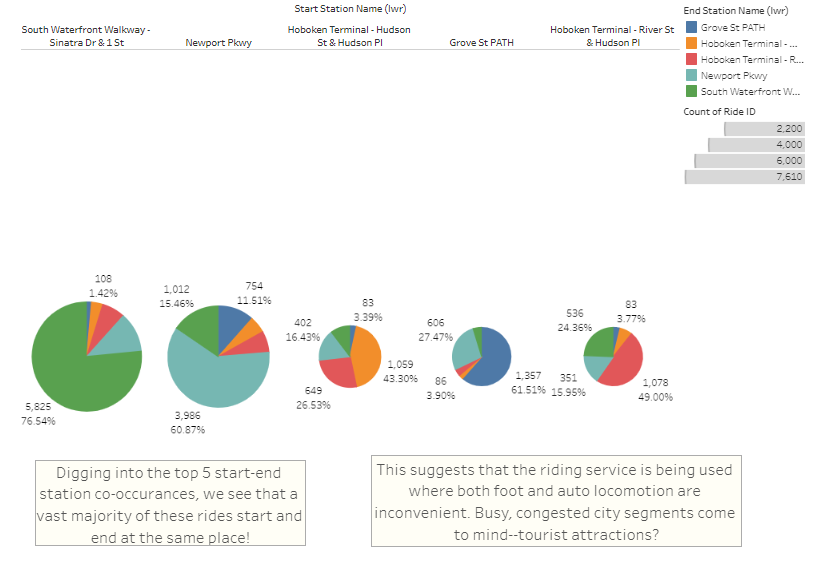 Start Station Name (lwr)
South Waterfront Walkway - Sinatra Dr & 1 St
Newport Pkwy
Hoboken Terminal - Hudson St & Hudson Pl
Grove St PATH
Hoboken Terminal - River St & Hudson Pl
End Station Name (lwr)
Grove St PATH
Hoboken Terminal - ...
Hoboken Terminal - R...
Newport Pkwy
South Waterfront W...
Count of Ride ID
2,200
4,000
6,000
7,610
108
1.42%
5,825
76.54%
1,012
15.46%
754
11.51%
3,986
60.87%
83
3.39%
402
16.43%
1,059
43.30%
649
26.53%
606
27.47%
86
3.90%
1,357
61.51%
83
3.77%
536
24.36%
351
15.95%
1,078
49.00%
Digging into the top 5 start-end
station co-occurances, we see that a
vast majority of these rides start and
end at the same place!
This suggests that the riding service is being used
where both foot and auto locomotion are
inconvenient. Busy, congested city segments come
to mind--tourist attractions?